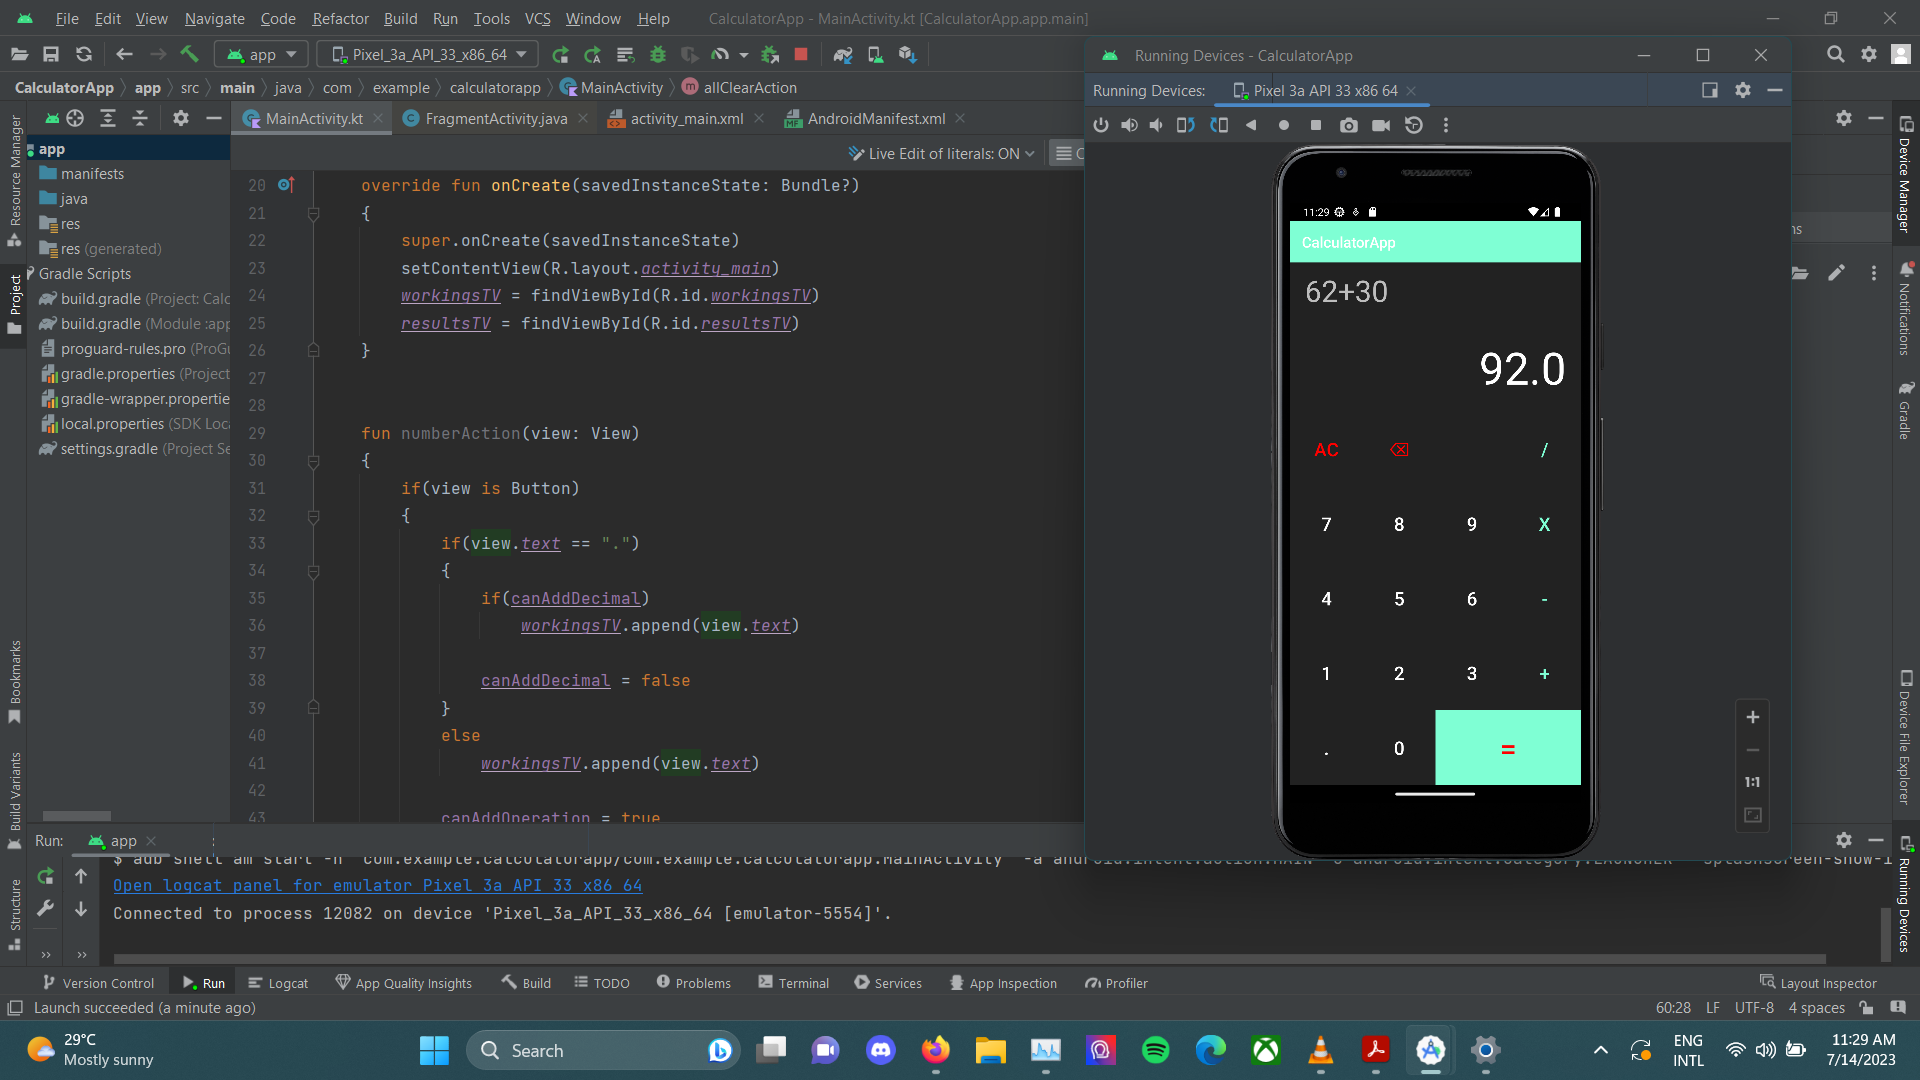 File Edit View Navigate Code Refactor Build Run Tools VCS Window Help CalculatorApp - MainActivity.kt [CalculatorApp.app.main]
app Pixel_3a_API_33_x86_64
CalculatorApp app src main java com example calculatorapp MainActivity allClearAction
MainActivity.kt FragmentActivity.java activity_main.xml AndroidManifest.xml
Live Edit of literals: ON
Resource Manager
Project
Bookmarks
Build Variants
Structure
app
manifests
java
res
res (generated)
Gradle Scripts
build.gradle (Project: Calc
build.gradle (Module :app
proguard-rules.pro (ProGu
gradle.properties (Project
gradle-wrapper.propertie
local.properties (SDK Loca
settings.gradle (Project Se
20 override fun onCreate(savedInstanceState: Bundle?)
21 {
22 super.onCreate(savedInstanceState)
23 setContentView(R.layout.activity_main)
24 workingsTV = findViewById(R.id.workingsTV)
25 resultsTV = findViewById(R.id.resultsTV)
26 }
27
28
29 fun numberAction(view: View)
30 {
31 if(view is Button)
32 {
33 if(view.text == ".")
34 {
35 if(canAddDecimal)
36 workingsTV.append(view.text)
37
38 canAddDecimal = false
39 }
40 else
41 workingsTV.append(view.text)
42
43 canAddOperation = true
Running Devices - CalculatorApp
Running Devices: Pixel 3a API 33 x86 64
11:29
CalculatorApp
62+30
92.0
AC /
7 8 9 X
4 5 6 -
1 2 3 +
. 0 =
1:1
ns
Device Manager
Notifications
Gradle
Device File Explorer
Running Devices
Run: app
$ adb shell am start -n "com.example.calculatorapp/com.example.calculatorapp.MainActivity" -a android.intent.action.MAIN -c android.intent.category.LAUNCHER --splashscreen-show-i
Open logcat panel for emulator Pixel 3a API 33 x86 64
Connected to process 12082 on device 'Pixel_3a_API_33_x86_64 [emulator-5554]'.
Version Control Run Logcat App Quality Insights Build TODO Problems Terminal Services App Inspection Profiler Layout Inspector
Launch succeeded (a minute ago) 60:28 LF UTF-8 4 spaces
29°C
Mostly sunny
Search
ENG
INTL
11:29 AM
7/14/2023